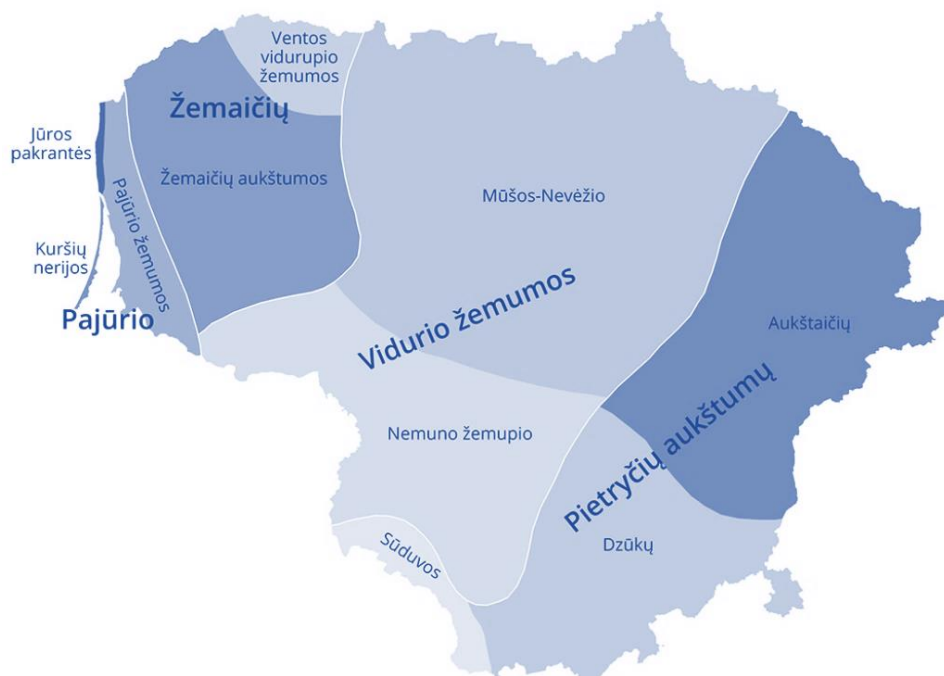 Ventos
vidurupio
žemumos
Žemaičių
Jūros
pakrantės
Žemaičių aukštumos
Mūšos-Nevėžio
Pajūrio žemumos
Kuršių
nerijos
Pajūrio
Vidurio žemumos
Aukštaičių
Nemuno žemupio
Pietryčių aukštumų
Sūduvos
Dzūkų